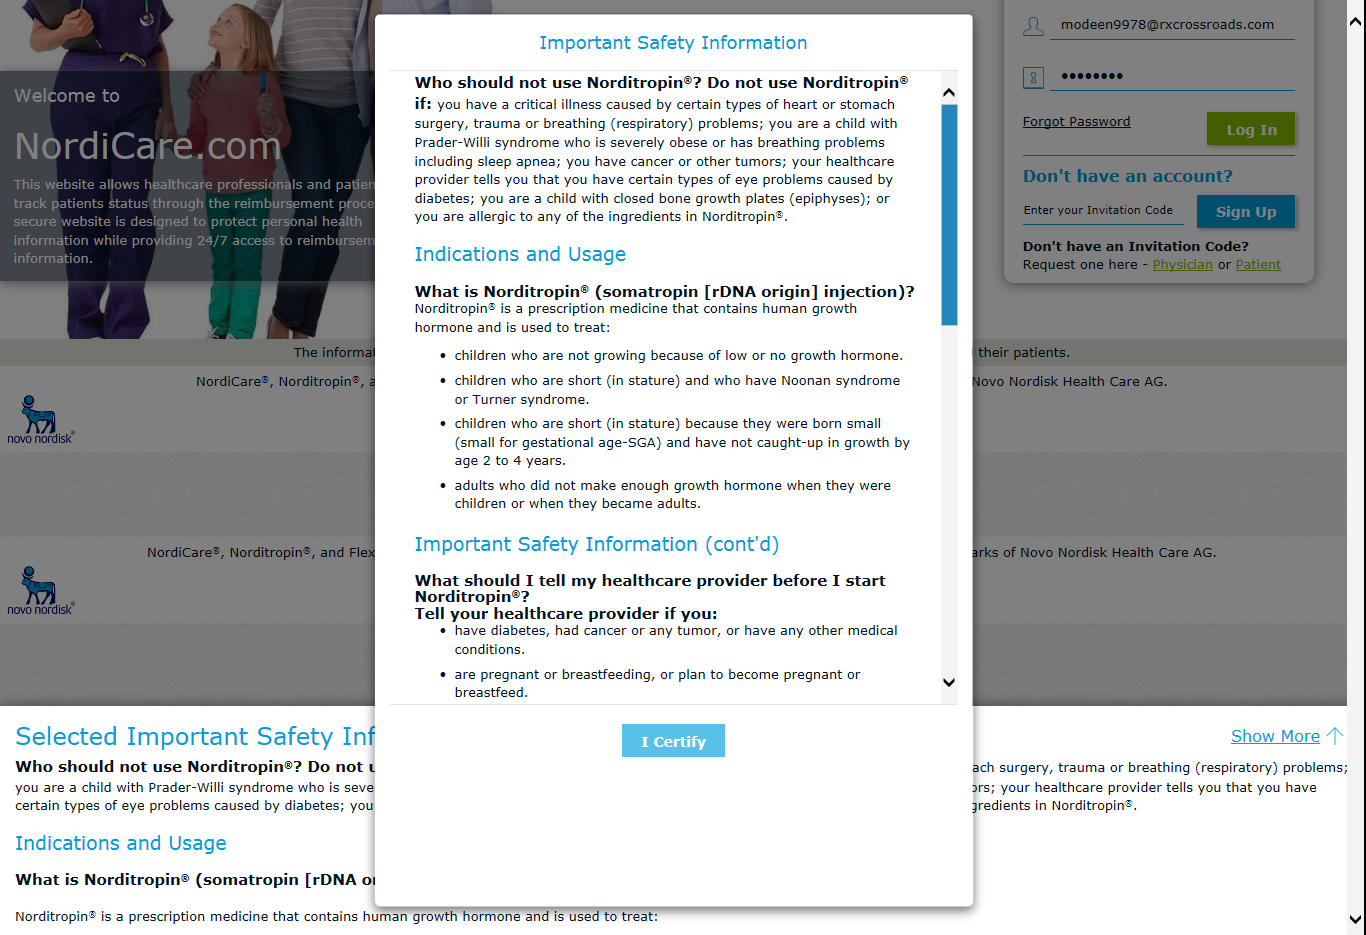 Important Safety Information
Who should not use Norditropin®? Do not use Norditropin®
if: you have a critical illness caused by certain types of heart or stomach
surgery, trauma or breathing (respiratory) problems; you are a child with
Prader-Willi syndrome who is severely obese or has breathing problems
including sleep apnea; you have cancer or other tumors; your healthcare
provider tells you that you have certain types of eye problems caused by
diabetes; you are a child with closed bone growth plates (epiphyses); or
you are allergic to any of the ingredients in Norditropin®.
Indications and Usage
What is Norditropin® (somatropin [rDNA origin] injection)?
Norditropin® is a prescription medicine that contains human growth
hormone and is used to treat:
• children who are not growing because of low or no growth hormone.
• children who are short (in stature) and who have Noonan syndrome
or Turner syndrome.
• children who are short (in stature) because they were born small
(small for gestational age-SGA) and have not caught-up in growth by
age 2 to 4 years.
• adults who did not make enough growth hormone when they were
children or when they became adults.
Important Safety Information (cont'd)
What should I tell my healthcare provider before I start
Norditropin®?
Tell your healthcare provider if you:
• have diabetes, had cancer or any tumor, or have any other medical
conditions.
• are pregnant or breastfeeding, or plan to become pregnant or
breastfeed.
I Certify
Welcome to
NordiCare.com
This website allows healthcare professionals and patien
track patients status through the reimbursement proce
secure website is designed to protect personal health
information while providing 24/7 access to reimbursem
information.
modeen9978@rxcrossroads.com
••••••••
Forgot Password
Log In
Don't have an account?
Enter your Invitation Code
Sign Up
Don't have an Invitation Code?
Request one here - Physician or Patient
The informat
their patients.
NordiCare®, Norditropin®, a
Novo Nordisk Health Care AG.
novo nordisk®
NordiCare®, Norditropin®, and Flex
arks of Novo Nordisk Health Care AG.
novo nordisk®
Selected Important Safety Inf
Show More
Who should not use Norditropin®? Do not u
ach surgery, trauma or breathing (respiratory) problems;
you are a child with Prader-Willi syndrome who is seve
ors; your healthcare provider tells you that you have
certain types of eye problems caused by diabetes; you
gredients in Norditropin®.
Indications and Usage
What is Norditropin® (somatropin [rDNA or
Norditropin® is a prescription medicine that contains human growth hormone and is used to treat: